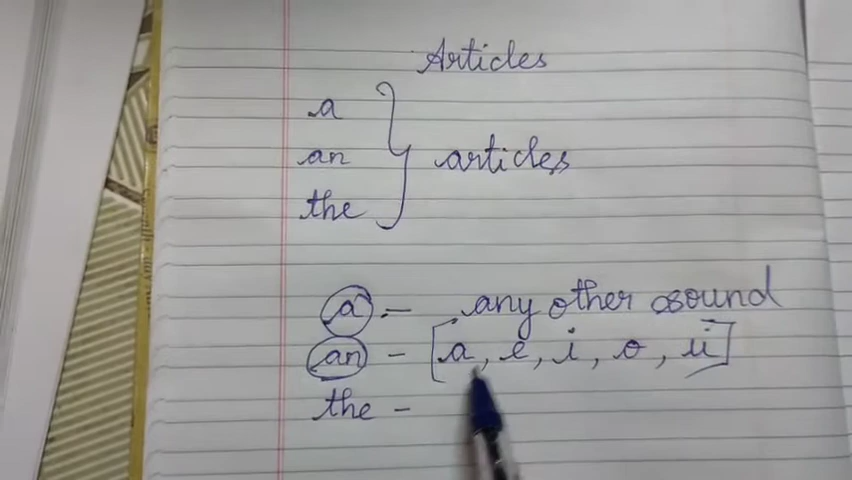 Articles
a
an
the
articles
a - any other sound
an - [a, e, i, o, u]
the -